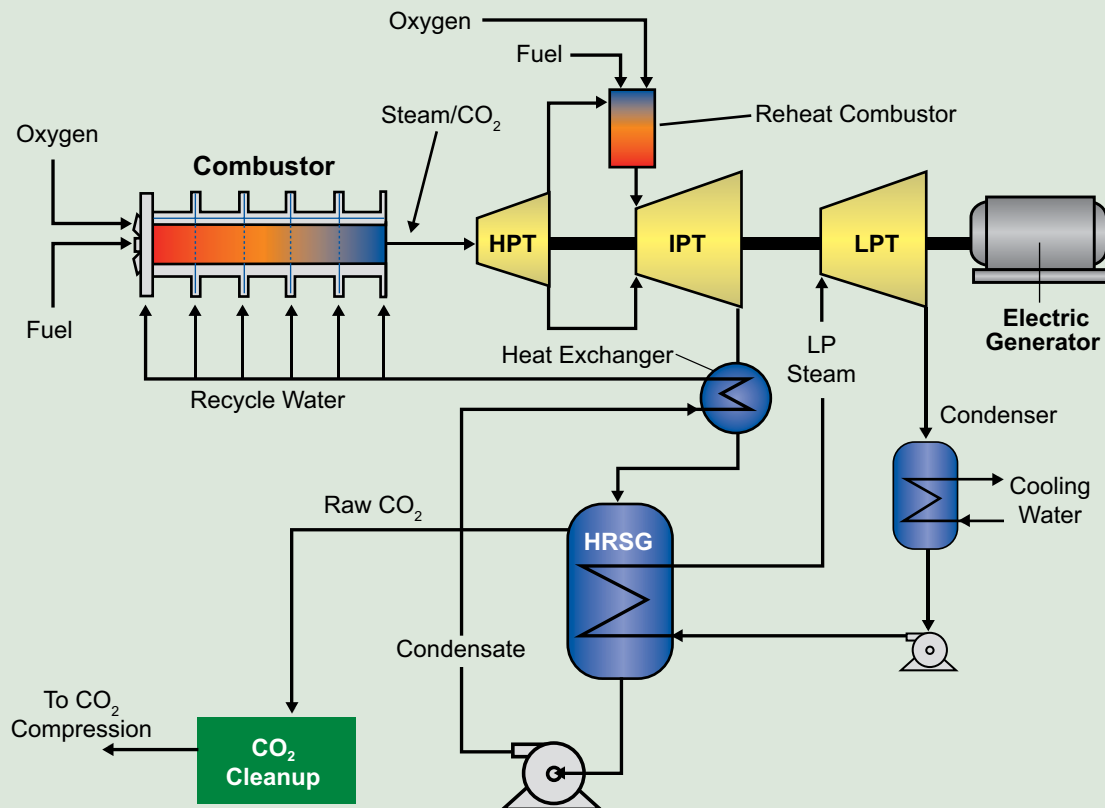 Oxygen
Fuel
Steam/CO₂
Reheat Combustor
Oxygen
Combustor
HPT
IPT
LPT
Fuel
Electric
Generator
Heat Exchanger
LP
Steam
Recycle Water
Condenser
Raw CO₂
Cooling
Water
HRSG
Condensate
To CO₂
Compression
CO₂
Cleanup